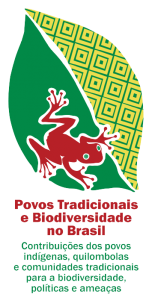 Povos Tradicionais
e Biodiversidade
no Brasil
Contribuições dos povos
indígenas, quilombolas
e comunidades tradicionais
para a biodiversidade,
políticas e ameaças